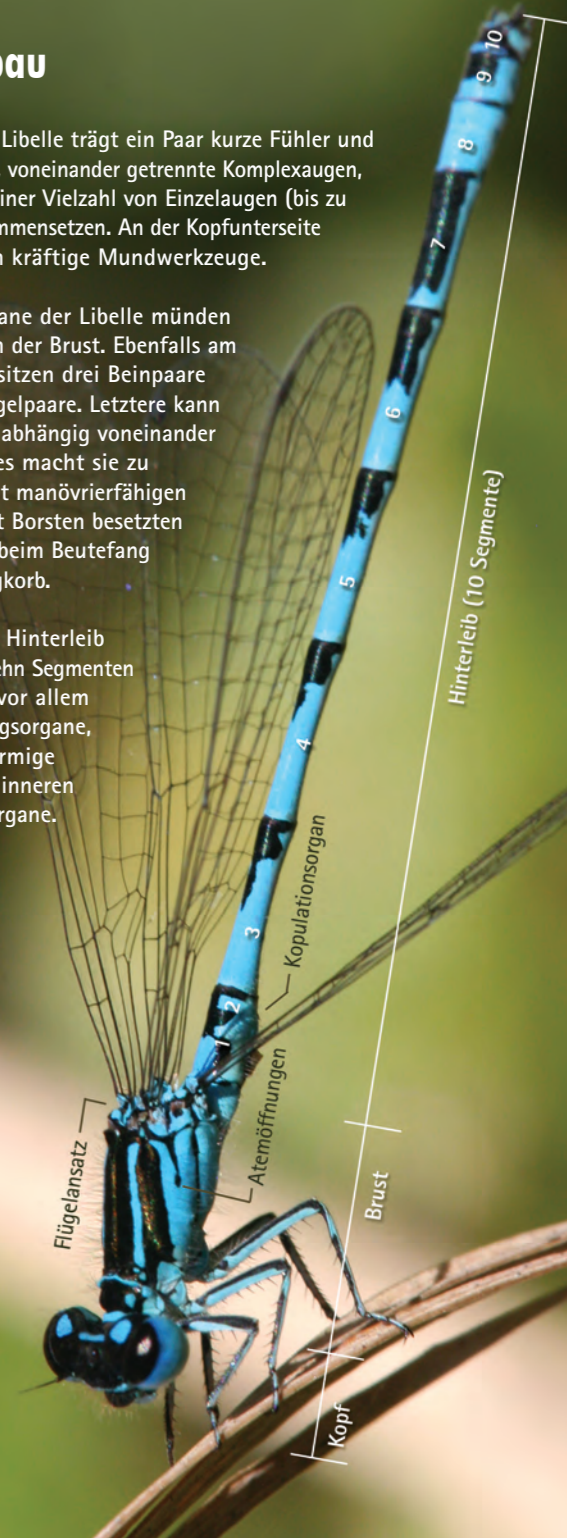 bau
Libelle trägt ein Paar kurze Fühler und
voneinander getrennte Komplexaugen,
einer Vielzahl von Einzelaugen (bis zu
mmensetzen. An der Kopfunterseite
n kräftige Mundwerkzeuge.
ane der Libelle münden
n der Brust. Ebenfalls am
sitzen drei Beinpaare
gelpaare. Letztere kann
abhängig voneinander
es macht sie zu
t manövrierfähigen
t Borsten besetzten
beim Beutefang
gkorb.
Hinterleib
ehn Segmenten
vor allem
gsorgane,
rmige
inneren
rgane.
10
9
8
7
6
5
4
3
2
1
Hinterleib (10 Segmente)
Kopulationsorgan
Atemöffnungen
Flügelansatz
Brust
Kopf